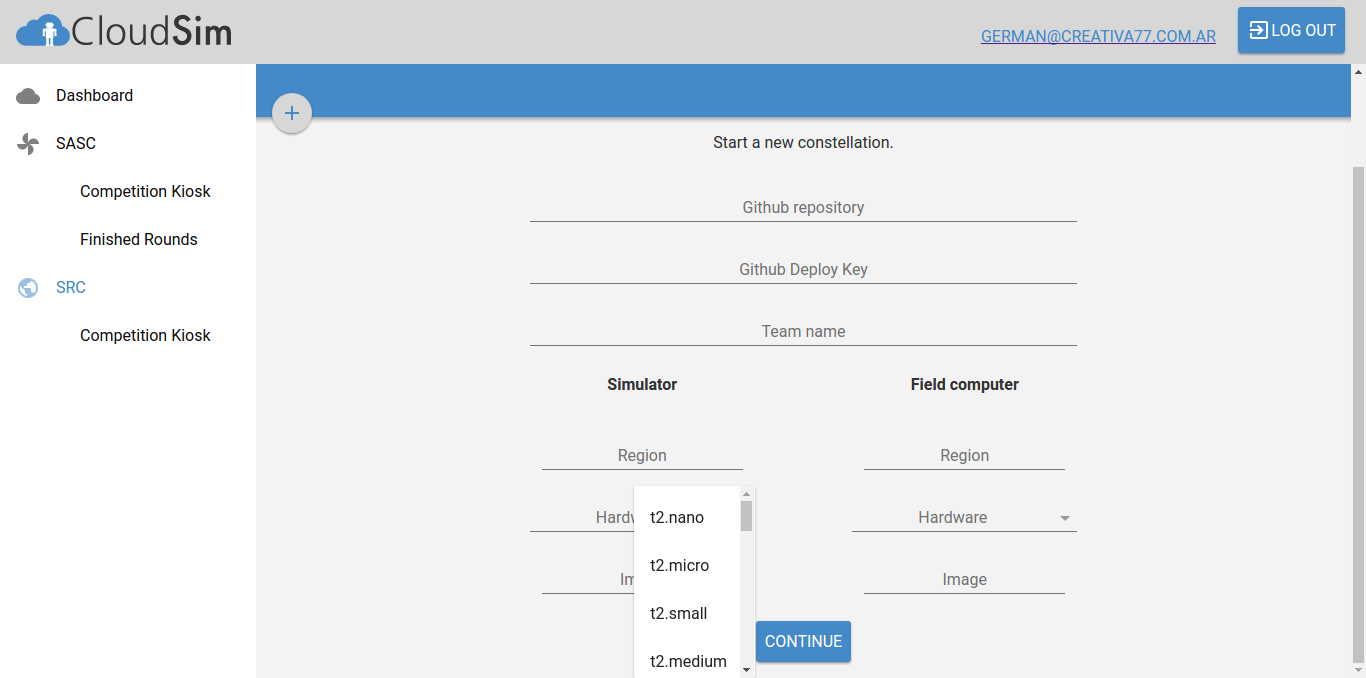 CloudSim
GERMAN@CREATIVA77.COM.AR
LOG OUT
Dashboard
SASC
Competition Kiosk
Finished Rounds
SRC
Competition Kiosk
Start a new constellation.
Github repository
Github Deploy Key
Team name
Simulator
Field computer
Region
Region
Hardw
Hardware
Im
Image
t2.nano
t2.micro
t2.small
t2.medium
CONTINUE